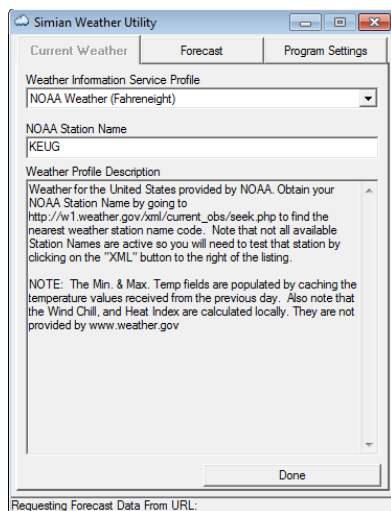 Simian Weather Utility
Current Weather
Forecast
Program Settings
Weather Information Service Profile
NOAA Weather (Fahreneight)
NOAA Station Name
KEUG
Weather Profile Description
Weather for the United States provided by NOAA. Obtain your
NOAA Station Name by going to
http://w1.weather.gov/xml/current_obs/seek.php to find the
nearest weather station name code.  Note that not all available
Station Names are active so you will need to test that station by
clicking on the "XML" button to the right of the listing.
NOTE:  The Min. & Max. Temp fields are populated by caching the
temperature values received from the previous day.  Also note that
the Wind Chill, and Heat Index are calculated locally. They are not
provided by www.weather.gov
Done
Requesting Forecast Data From URL: